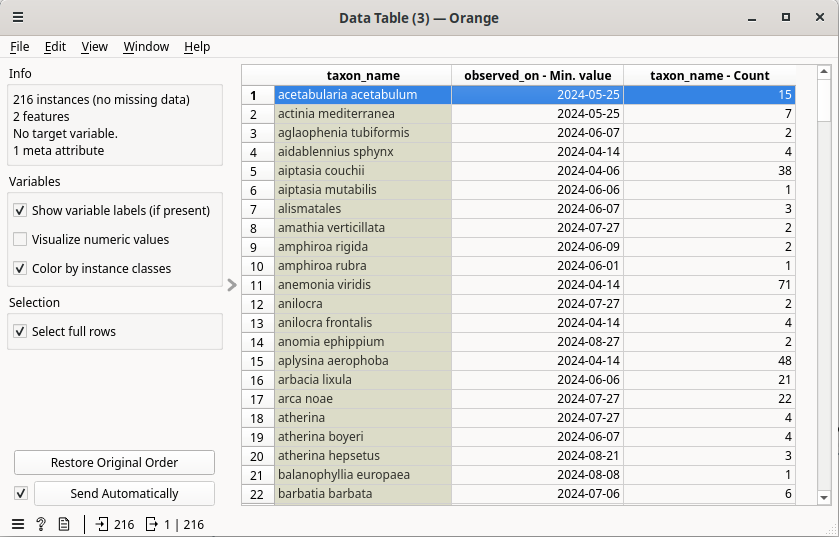 Data Table (3) — Orange
File Edit View Window Help
Info
216 instances (no missing data)
2 features
No target variable.
1 meta attribute
Variables
Show variable labels (if present)
Visualize numeric values
Color by instance classes
Selection
Select full rows
Restore Original Order
Send Automatically
216 1 | 216
taxon_name observed_on - Min. value taxon_name - Count
1 acetabularia acetabulum 2024-05-25 15
2 actinia mediterranea 2024-05-25 7
3 aglaophenia tubiformis 2024-06-07 2
4 aidablennius sphynx 2024-04-14 4
5 aiptasia couchii 2024-04-06 38
6 aiptasia mutabilis 2024-06-06 1
7 alismatales 2024-06-07 3
8 amathia verticillata 2024-07-27 2
9 amphiroa rigida 2024-06-09 2
10 amphiroa rubra 2024-06-01 1
11 anemonia viridis 2024-04-14 71
12 anilocra 2024-07-27 2
13 anilocra frontalis 2024-04-14 4
14 anomia ephippium 2024-08-27 2
15 aplysina aerophoba 2024-04-14 48
16 arbacia lixula 2024-06-06 21
17 arca noae 2024-07-27 22
18 atherina 2024-07-27 4
19 atherina boyeri 2024-06-07 4
20 atherina hepsetus 2024-08-21 3
21 balanophyllia europaea 2024-08-08 1
22 barbatia barbata 2024-07-06 6